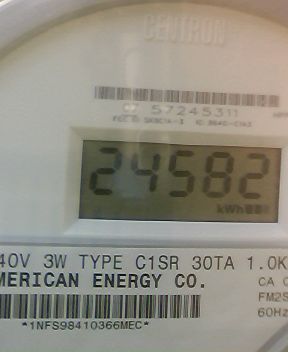 CENTRON
57245311
24582
kWh
40V 3W TYPE C1SR 30TA 1.0K
MERICAN ENERGY CO.
CA
FM2S
60Hz
*1NFS98410366MEC*